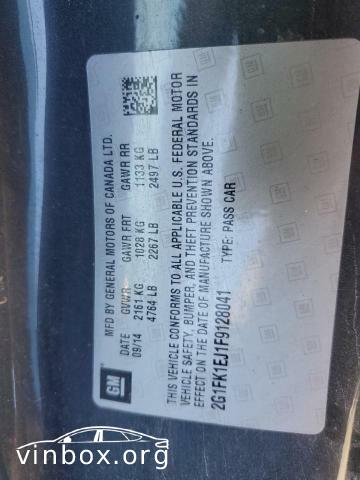 GM
MFD BY GENERAL MOTORS OF CANADA LTD.
DATE GVWR GAWR FRT GAWR RR
09/14 2161 KG 1028 KG 1133 KG
4764 LB 2267 LB 2497 LB
THIS VEHICLE CONFORMS TO ALL APPLICABLE U.S. FEDERAL MOTOR
VEHICLE SAFETY, BUMPER, AND THEFT PREVENTION STANDARDS IN
EFFECT ON THE DATE OF MANUFACTURE SHOWN ABOVE.
2G1FK1EJ1F9128041 TYPE: PASS CAR
vinbox.org